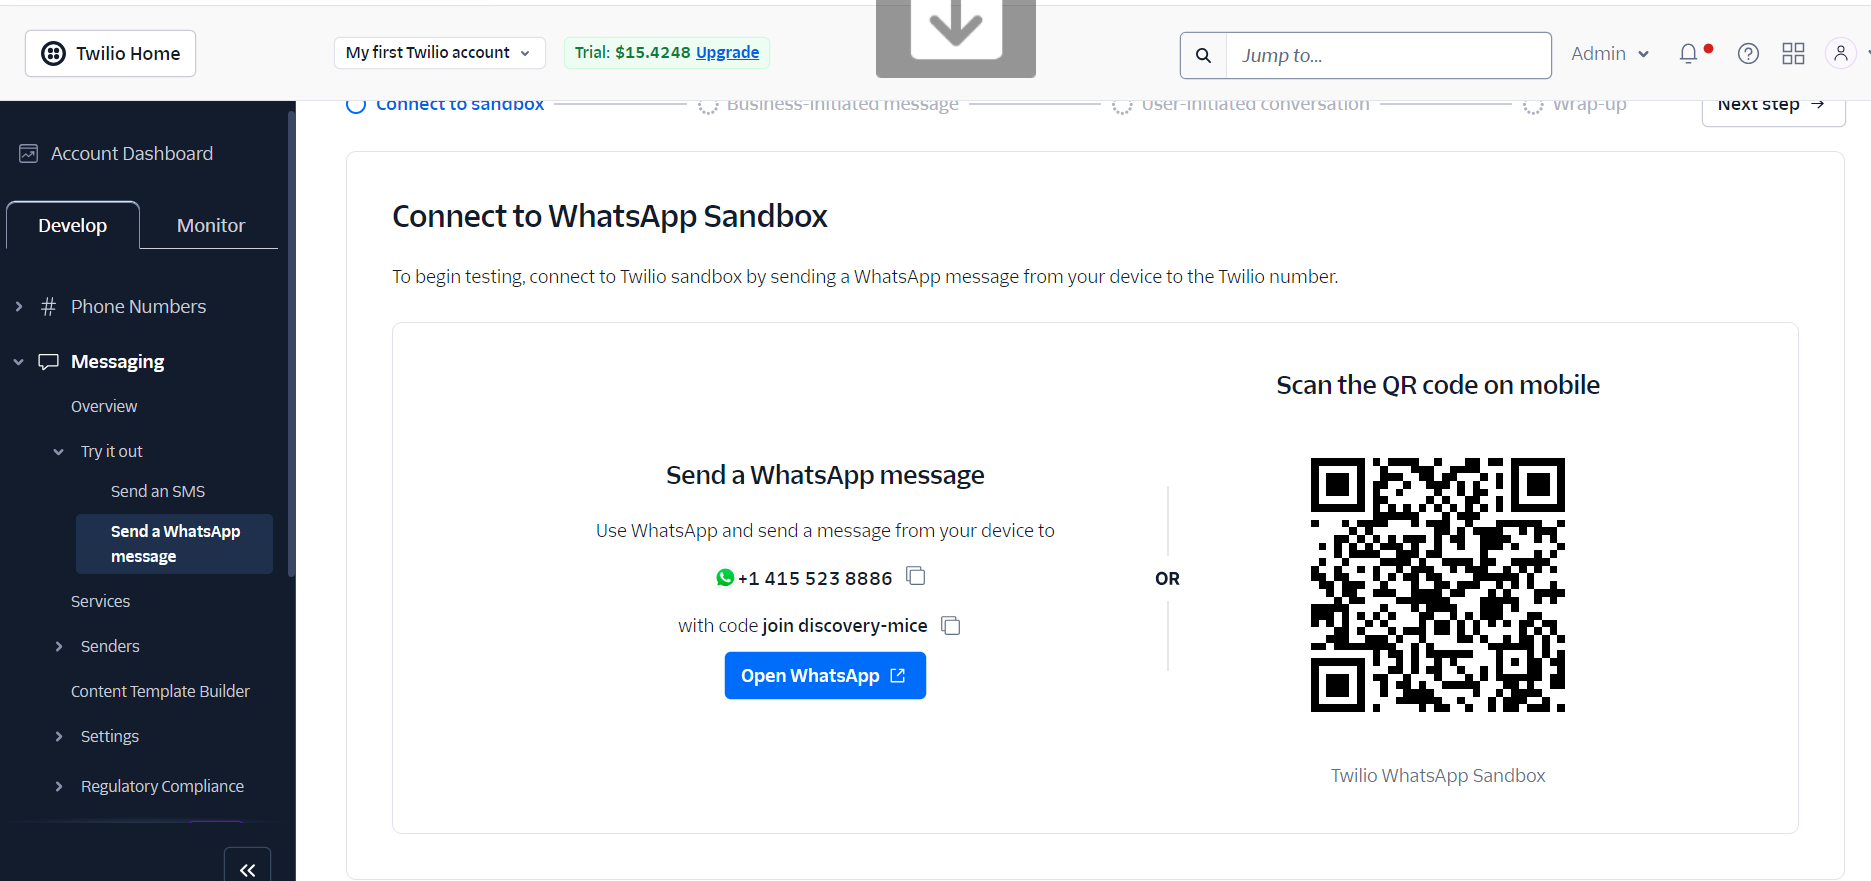 Twilio Home
My first Twilio account
Trial: $15.4248 Upgrade
Jump to...
Admin
Connect to sandbox
Business-initiated message
User-initiated conversation
Wrap-up
Next step →
Account Dashboard
Develop
Monitor
# Phone Numbers
Messaging
Overview
Try it out
Send an SMS
Send a WhatsApp
message
Services
Senders
Content Template Builder
Settings
Regulatory Compliance
Connect to WhatsApp Sandbox
To begin testing, connect to Twilio sandbox by sending a WhatsApp message from your device to the Twilio number.
Send a WhatsApp message
Use WhatsApp and send a message from your device to
+1 415 523 8886
with code join discovery-mice
Open WhatsApp
OR
Scan the QR code on mobile
Twilio WhatsApp Sandbox